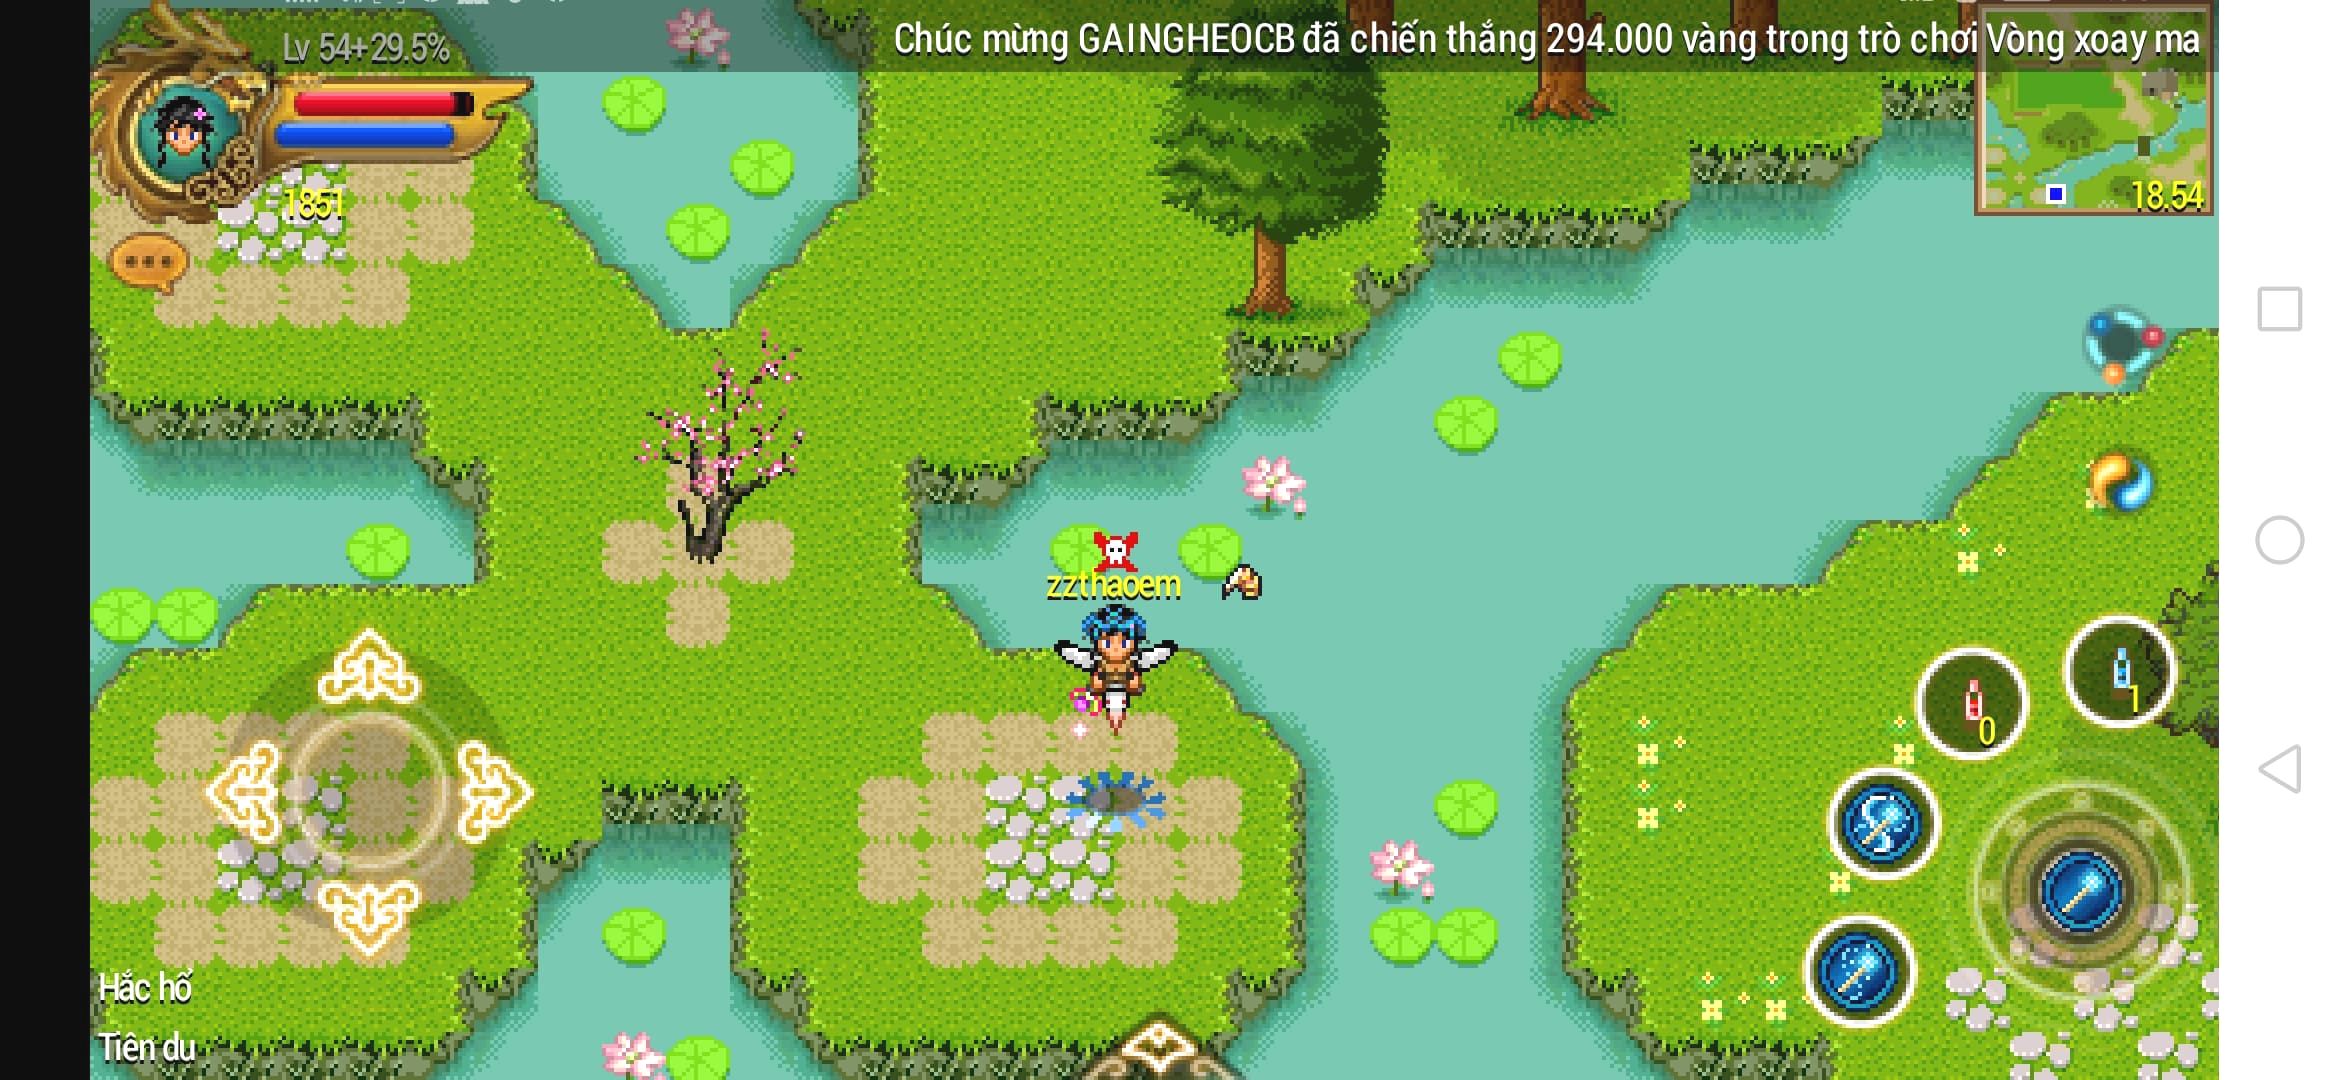 Lv 54+29.5%
Chúc mừng GAINGHEOCB đã chiến thắng 294.000 vàng trong trò chơi Vòng xoay ma
1851
18.54
zzthaoem
0
1
Hắc hổ
Tiên du